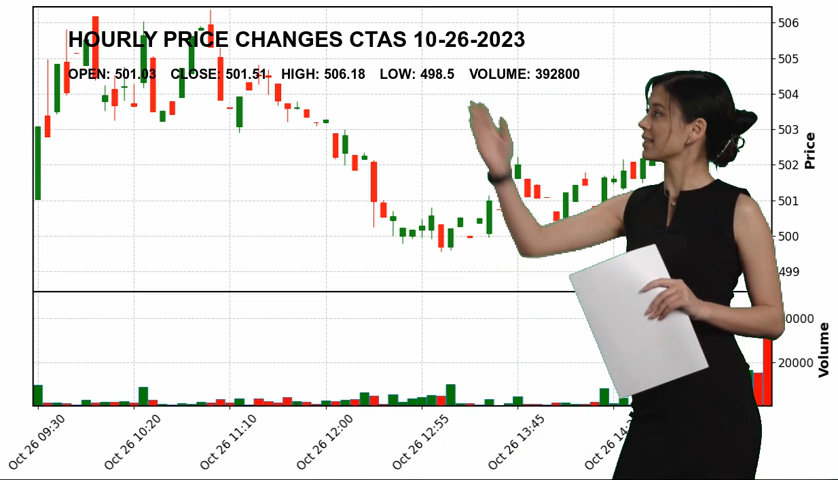 HOURLY PRICE CHANGES CTAS 10-26-2023
OPEN: 501.03 CLOSE: 501.51 HIGH: 506.18 LOW: 498.5 VOLUME: 392800
506
505
504
503
502
501
500
499
Price
20000
Volume
Oct 26 09:30
Oct 26 10:20
Oct 26 11:10
Oct 26 12:00
Oct 26 12:55
Oct 26 13:45
Oct 26